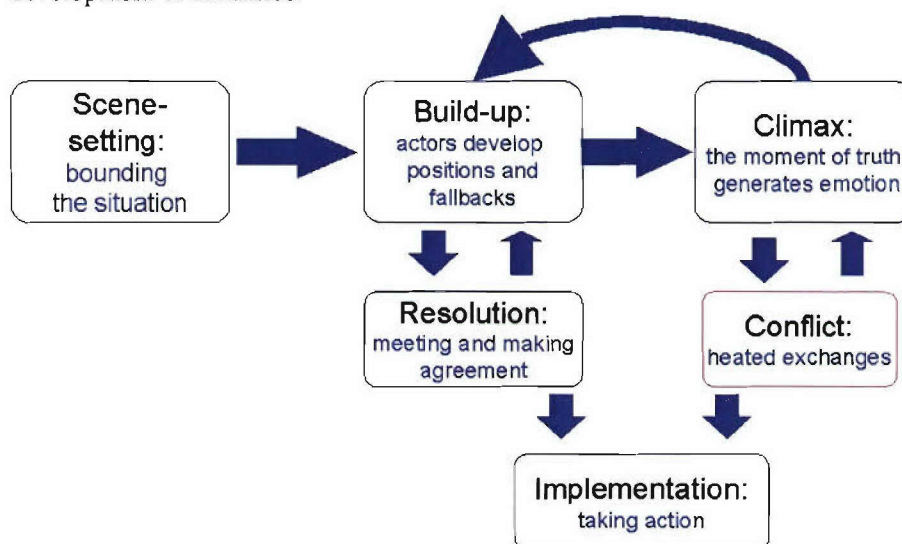 Scene-
setting:
bounding
the situation
Build-up:
actors develop
positions and
fallbacks
Climax:
the moment of truth
generates emotion
Resolution:
meeting and making
agreement
Conflict:
heated exchanges
Implementation:
taking action